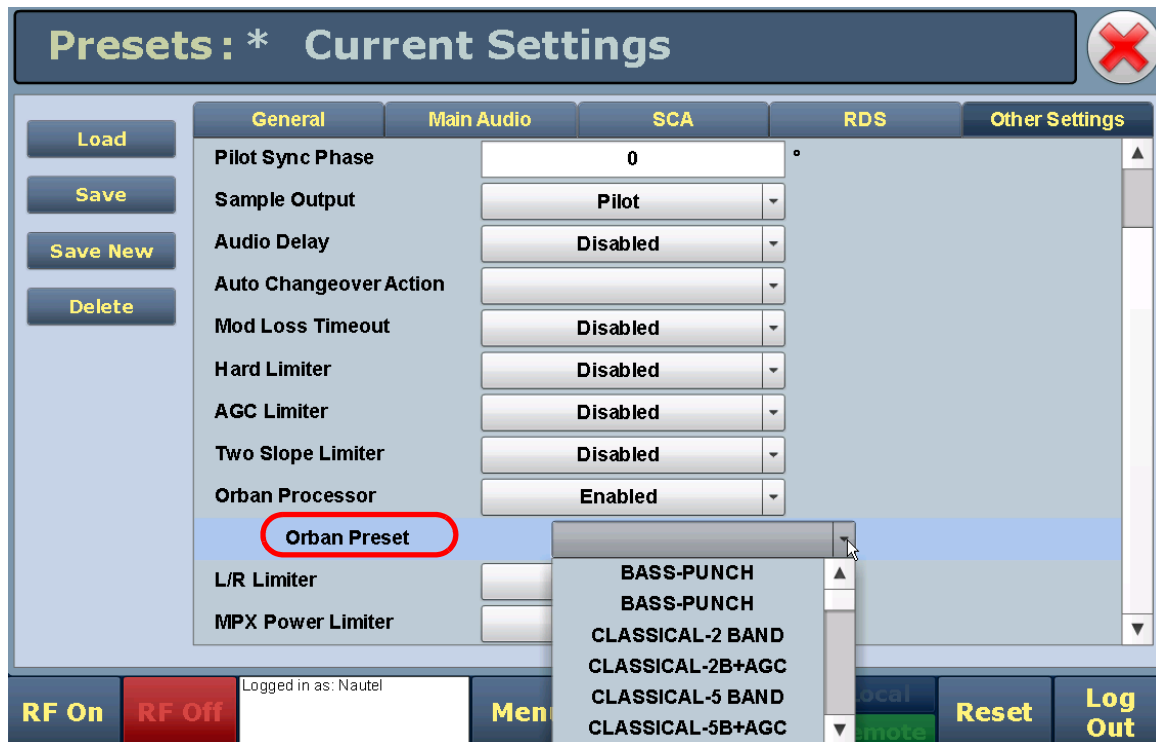 Presets: * Current Settings
General Main Audio SCA RDS Other Settings
Load
Save
Save New
Delete
Pilot Sync Phase 0 °
Sample Output Pilot
Audio Delay Disabled
Auto Changeover Action
Mod Loss Timeout Disabled
Hard Limiter Disabled
AGC Limiter Disabled
Two Slope Limiter Disabled
Orban Processor Enabled
Orban Preset
L/R Limiter
MPX Power Limiter
BASS-PUNCH
BASS-PUNCH
CLASSICAL-2 BAND
CLASSICAL-2B+AGC
CLASSICAL-5 BAND
CLASSICAL-5B+AGC
RF On
RF Off
Logged in as: Nautel
Reset
Log
Out